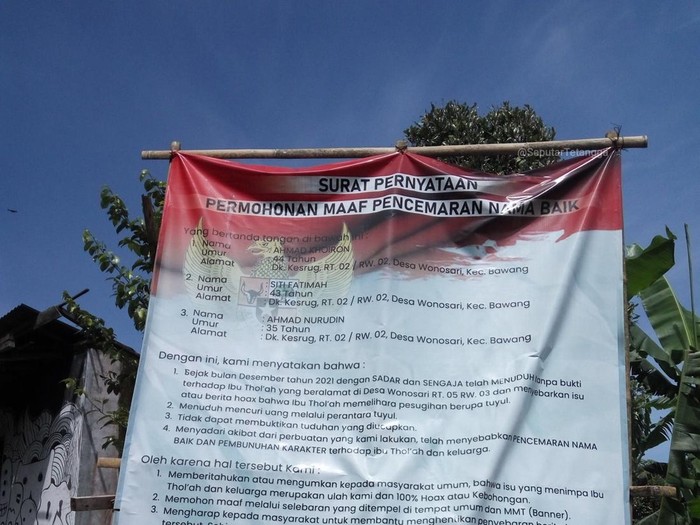 @SeputarTetangga
SURAT PERNYATAAN
PERMOHONAN MAAF PENCEMARAN NAMA BAIK
Yang bertanda tangan di bawah ini :
1. Nama : AHMAD KHOIRON
Umur : 44 Tahun
Alamat : Dk. Kesrug, RT. 02 / RW. 02, Desa Wonosari, Kec. Bawang
2. Nama : SITI FATIMAH
Umur : 43 Tahun
Alamat : Dk. Kesrug, RT. 02 / RW. 02, Desa Wonosari, Kec. Bawang
3. Nama : AHMAD NURUDIN
Umur : 35 Tahun
Alamat : Dk. Kesrug, RT. 02 / RW. 02, Desa Wonosari, Kec. Bawang
Dengan ini, kami menyatakan bahwa :
1. Sejak bulan Desember tahun 2021 dengan SADAR dan SENGAJA telah MENUDUH tanpa bukti
terhadap Ibu Thol'ah yang beralamat di Desa Wonosari RT. 05 RW. 03 dan menyebarkan isu
atau berita hoax bahwa Ibu Thol'ah memelihara pesugihan berupa tuyul.
2. Menuduh mencuri uang melalui perantara tuyul.
3. Tidak dapat membuktikan tuduhan yang diucapkan.
4. Menyadari akibat dari perbuatan yang kami lakukan, telah menyebabkan PENCEMARAN NAMA
BAIK DAN PEMBUNUHAN KARAKTER terhadap Ibu Thol'ah dan keluarga.
Oleh karena hal tersebut Kami :
1. Memberitahukan atau mengumkan kepada masyarakat umum, bahwa isu yang menimpa Ibu
Thol'ah dan keluarga merupakan ulah kami dan 100% Hoax atau Kebohongan.
2. Memohon maaf melalui selebaran yang ditempel di tempat umum dan MMT (Banner).
3. Mengharap kepada masyarakat untuk membantu menghentikan penyebaran
tersebut.